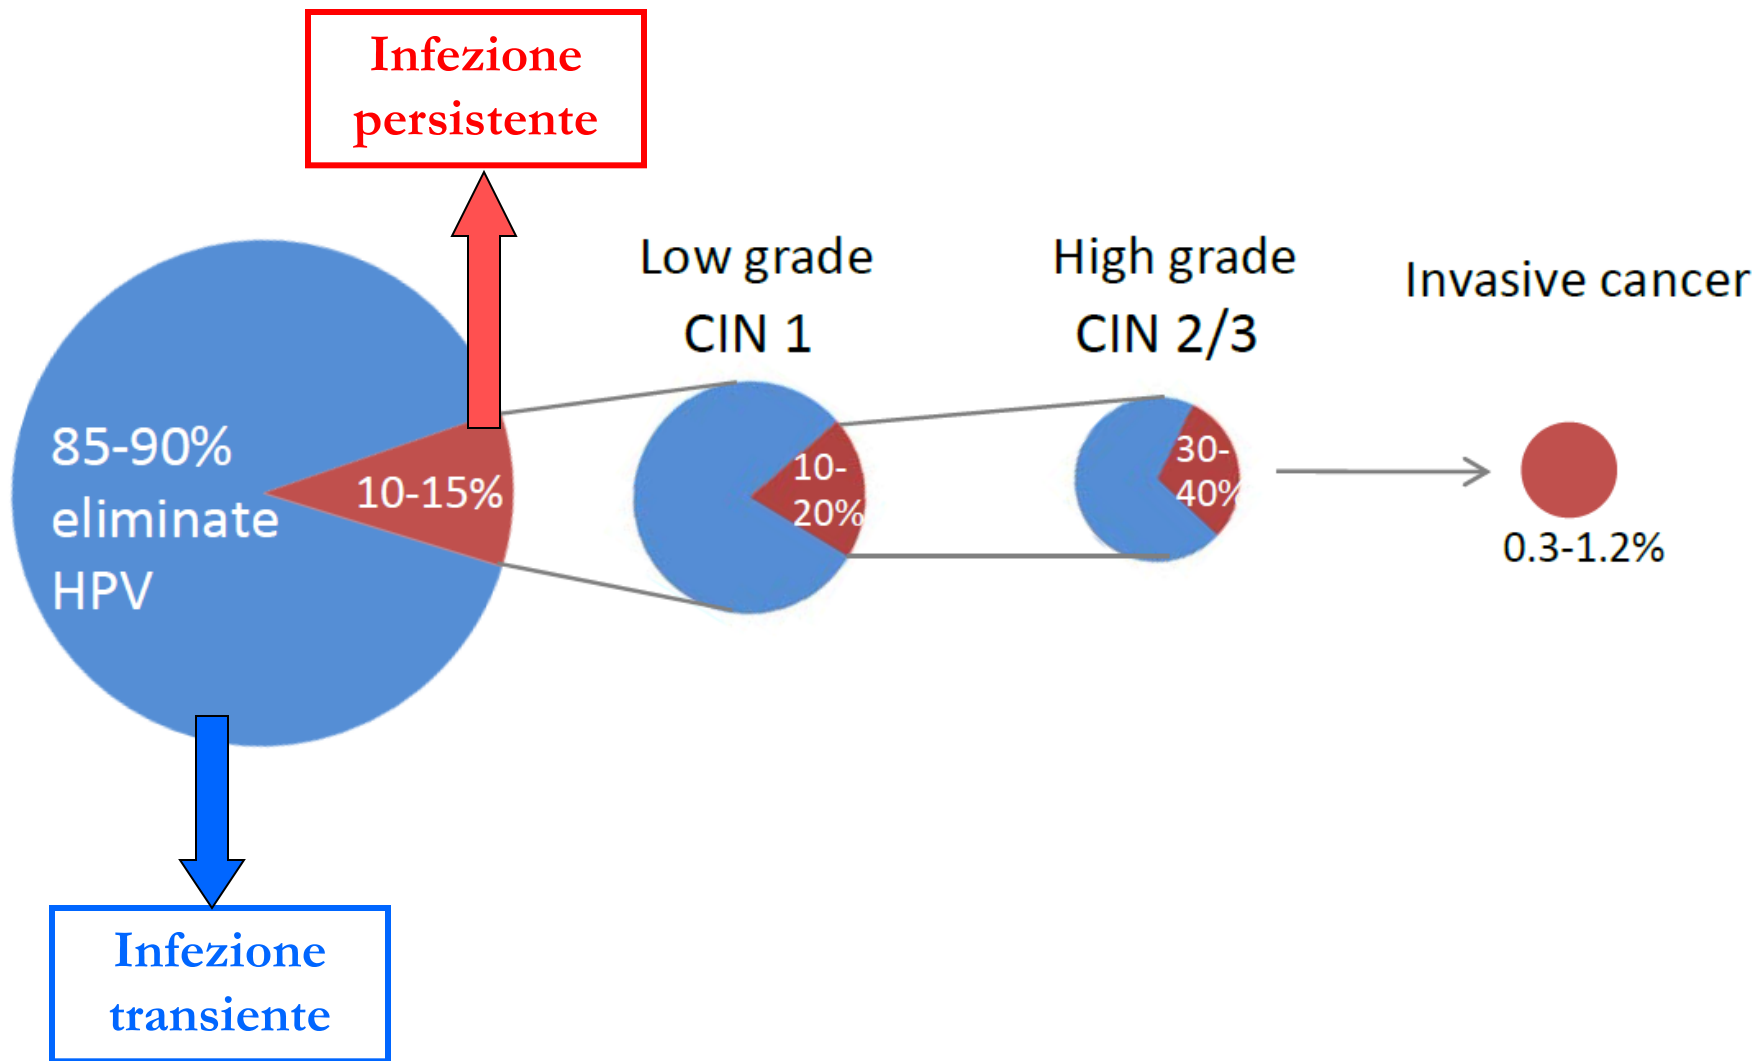 Infezione
persistente
Low grade
CIN 1
High grade
CIN 2/3
Invasive cancer
85-90%
eliminate
HPV
10-15%
10-
20%
30-
40%
0.3-1.2%
Infezione
transiente